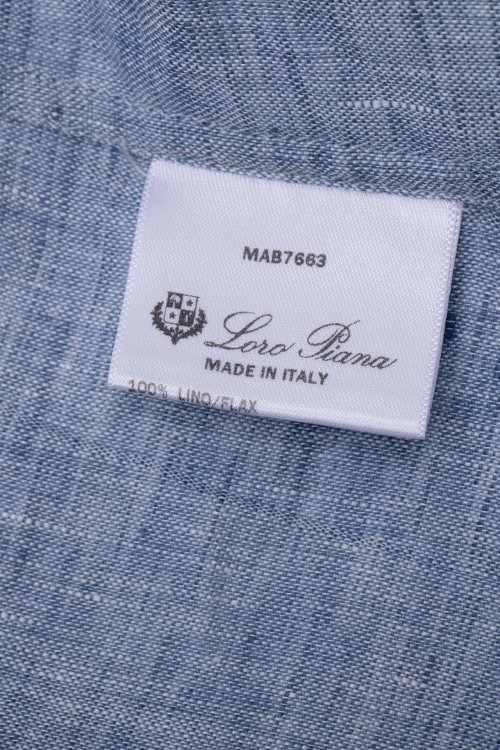 MAB7663
Loro Piana
MADE IN ITALY
100% LINO/FLAX